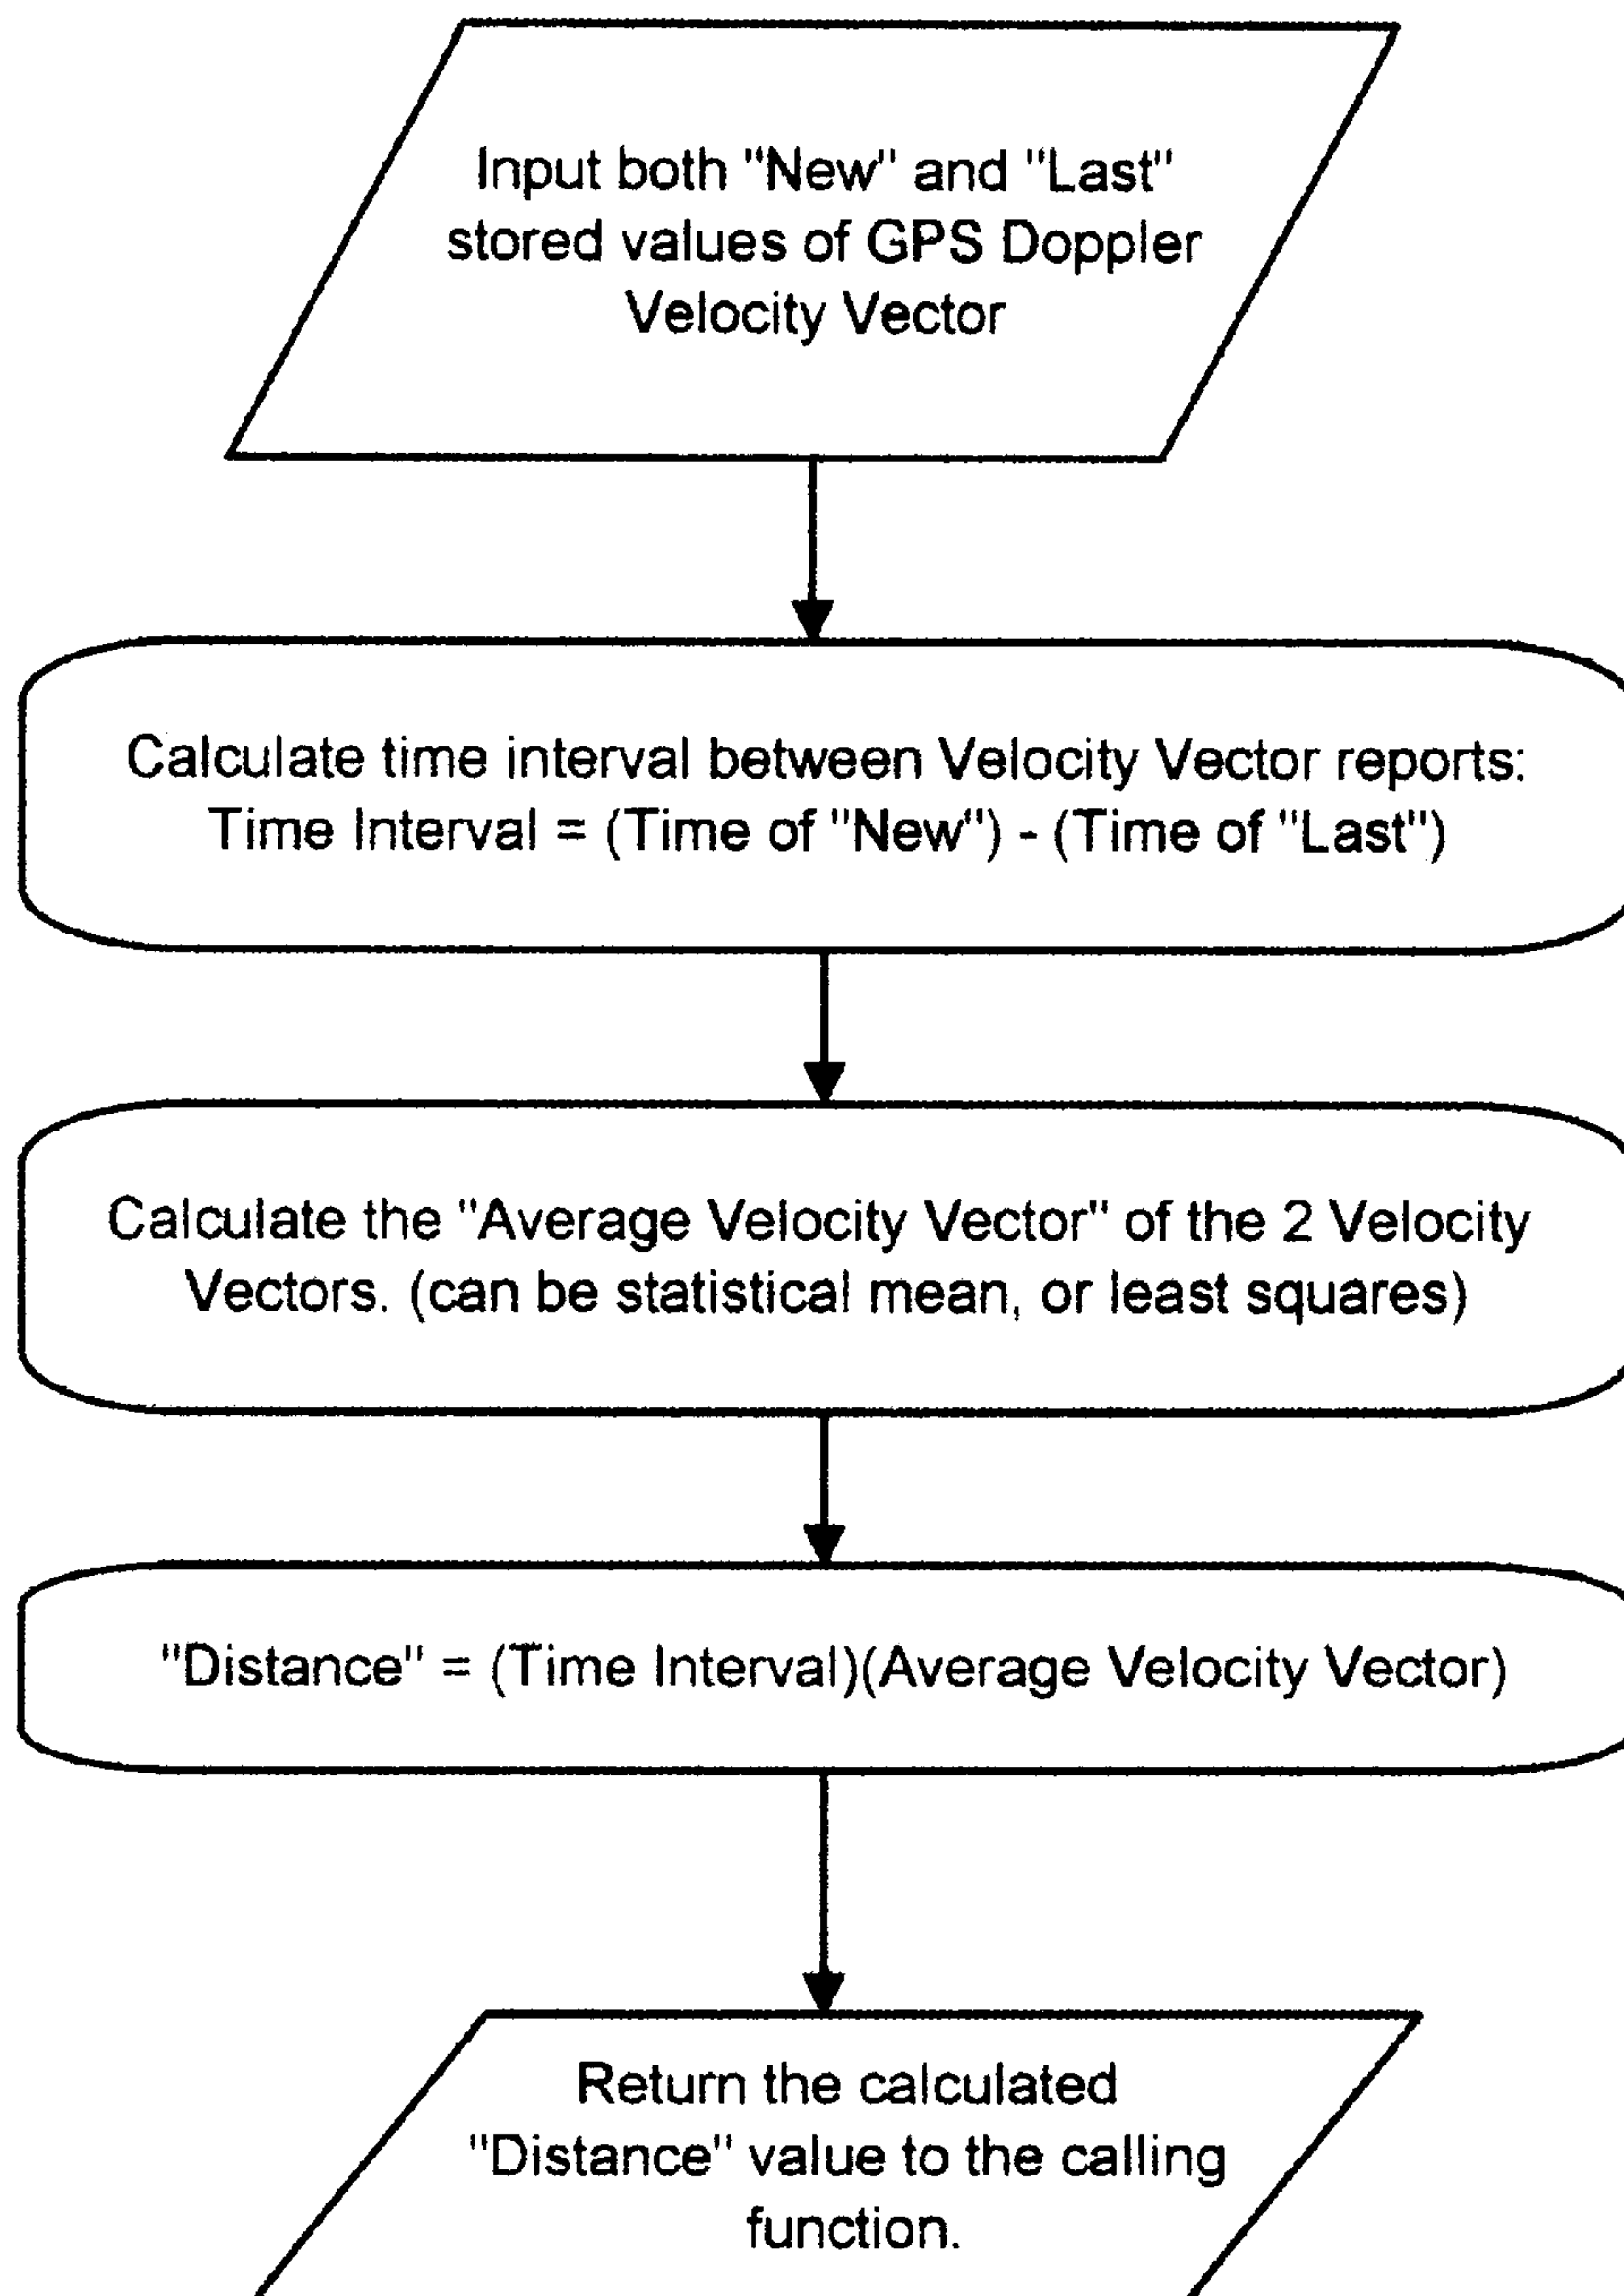 Input both "New" and "Last"
stored values of GPS Doppler
Velocity Vector
Calculate time interval between Velocity Vector reports:
Time Interval = (Time of "New") - (Time of "Last")
Calculate the "Average Velocity Vector" of the 2 Velocity
Vectors. (can be statistical mean, or least squares)
"Distance" = (Time Interval)(Average Velocity Vector)
Return the calculated
"Distance" value to the calling
function.